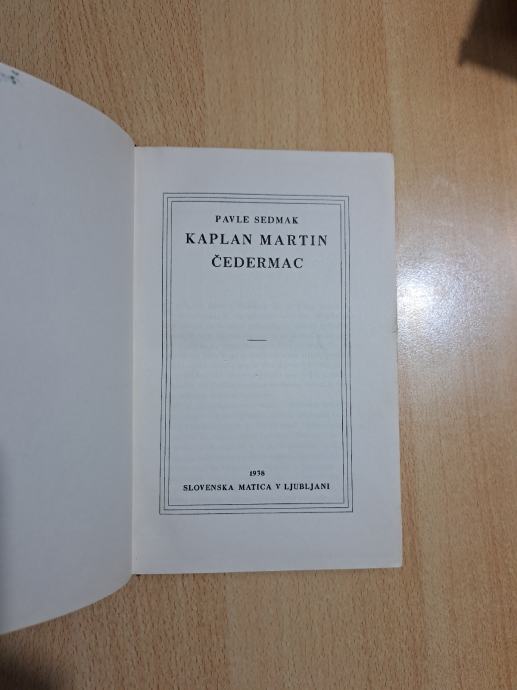 PAVLE SEDMAK
KAPLAN MARTIN
ČEDERMAC
1938
SLOVENSKA MATICA V LJUBLJANI